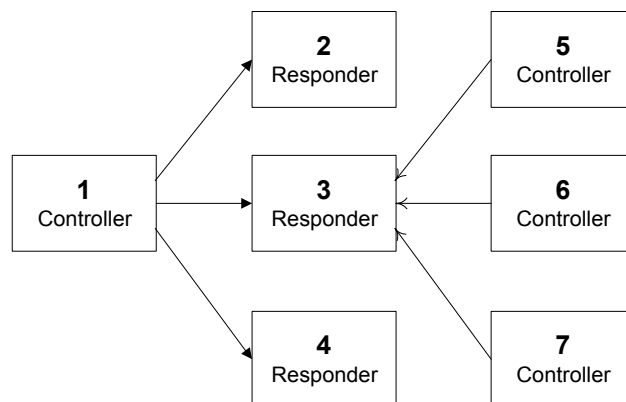 2
Responder
5
Controller
1
Controller
3
Responder
6
Controller
4
Responder
7
Controller